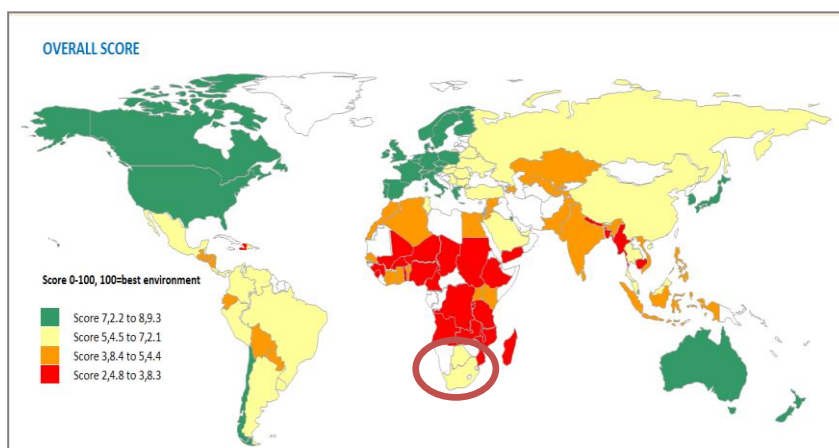 OVERALL SCORE
Score 0-100, 100=best environment
Score 7,2.2 to 8,9.3
Score 5,4.5 to 7,2.1
Score 3,8.4 to 5,4.4
Score 2,4.8 to 3,8.3